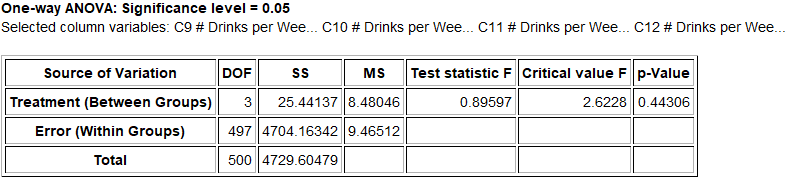 One-way ANOVA: Significance level = 0.05
Selected column variables: C9 # Drinks per Wee... C10 # Drinks per Wee... C11 # Drinks per Wee... C12 # Drinks per Wee...
Source of Variation DOF SS MS Test statistic F Critical value F p-Value
Treatment (Between Groups) 3 25.44137 8.48046 0.89597 2.6228 0.44306
Error (Within Groups) 497 4704.16342 9.46512
Total 500 4729.60479